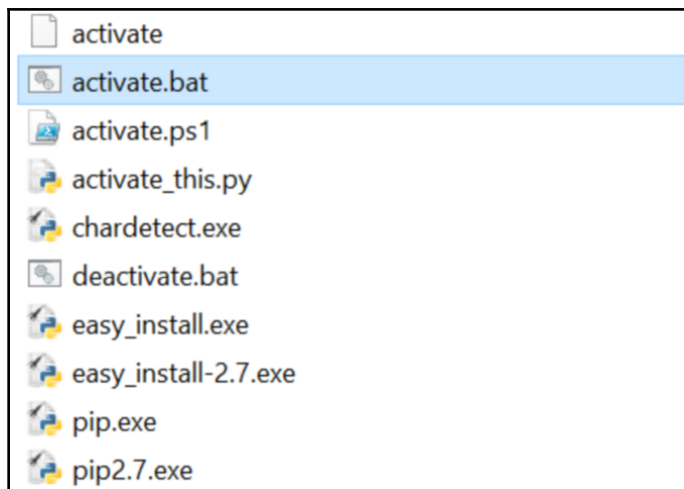 activate
activate.bat
activate.ps1
activate_this.py
chardetect.exe
deactivate.bat
easy_install.exe
easy_install-2.7.exe
pip.exe
pip2.7.exe